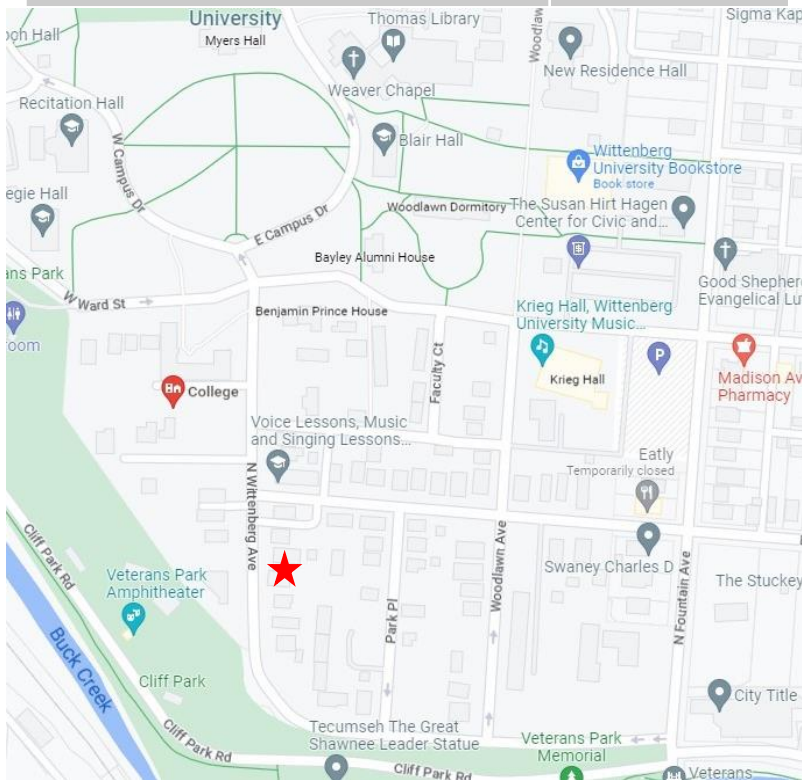 University
Myers Hall
Thomas Library
Woodlawn
Sigma Kap
och Hall
New Residence Hall
Weaver Chapel
Recitation Hall
W Campus Dr
Blair Hall
Wittenberg
University Bookstore
Book store
egie Hall
Woodlawn Dormitory
The Susan Hirt Hagen
Center for Civic and...
E Campus Dr
Bayley Alumni House
ans Park
Good Shepher
Evangelical Lu
W Ward St
Benjamin Prince House
Krieg Hall, Wittenberg
University Music...
room
Faculty Ct
P
Krieg Hall
Madison Av
Pharmacy
College
Voice Lessons, Music
and Singing Lessons...
Eatly
Temporarily closed
N Wittenberg Ave
Cliff Park Rd
Woodlawn Ave
Swaney Charles D
Veterans Park
Amphitheater
The Stuckey
N Fountain Ave
Park Pl
Buck Creek
Cliff Park
City Title
Tecumseh The Great
Shawnee Leader Statue
Veterans Park
Memorial
Cliff Park Rd
Cliff Park Rd
Veterans